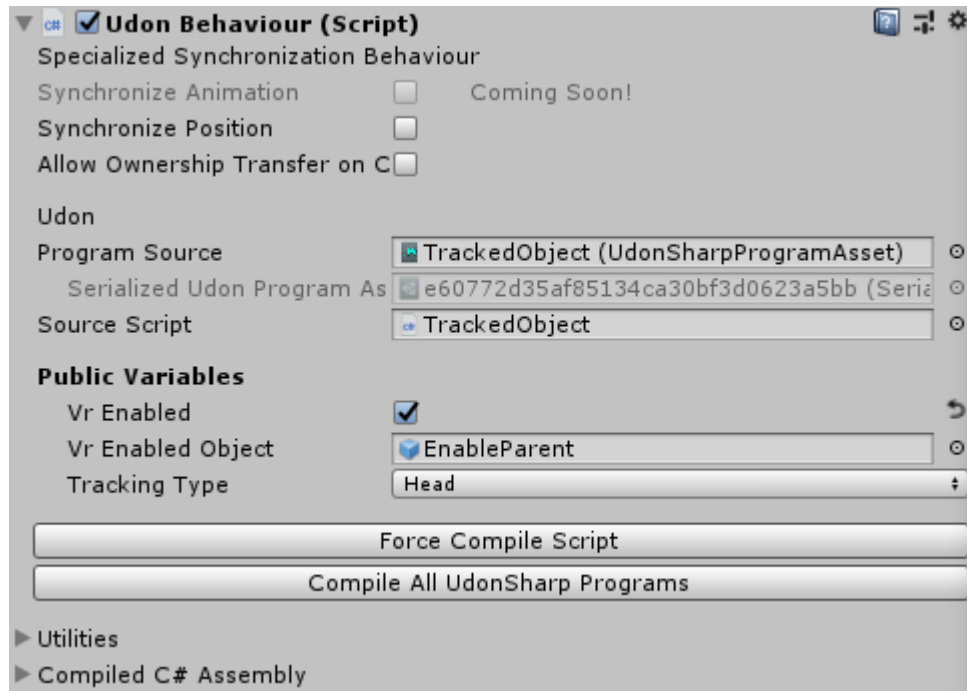 Udon Behaviour (Script)
Specialized Synchronization Behaviour
Synchronize Animation Coming Soon!
Synchronize Position
Allow Ownership Transfer on C
Udon
Program Source TrackedObject (UdonSharpProgramAsset)
Serialized Udon Program As e60772d35af85134ca30bf3d0623a5bb (Seria
Source Script TrackedObject
Public Variables
Vr Enabled
Vr Enabled Object EnableParent
Tracking Type Head
Force Compile Script
Compile All UdonSharp Programs
Utilities
Compiled C# Assembly